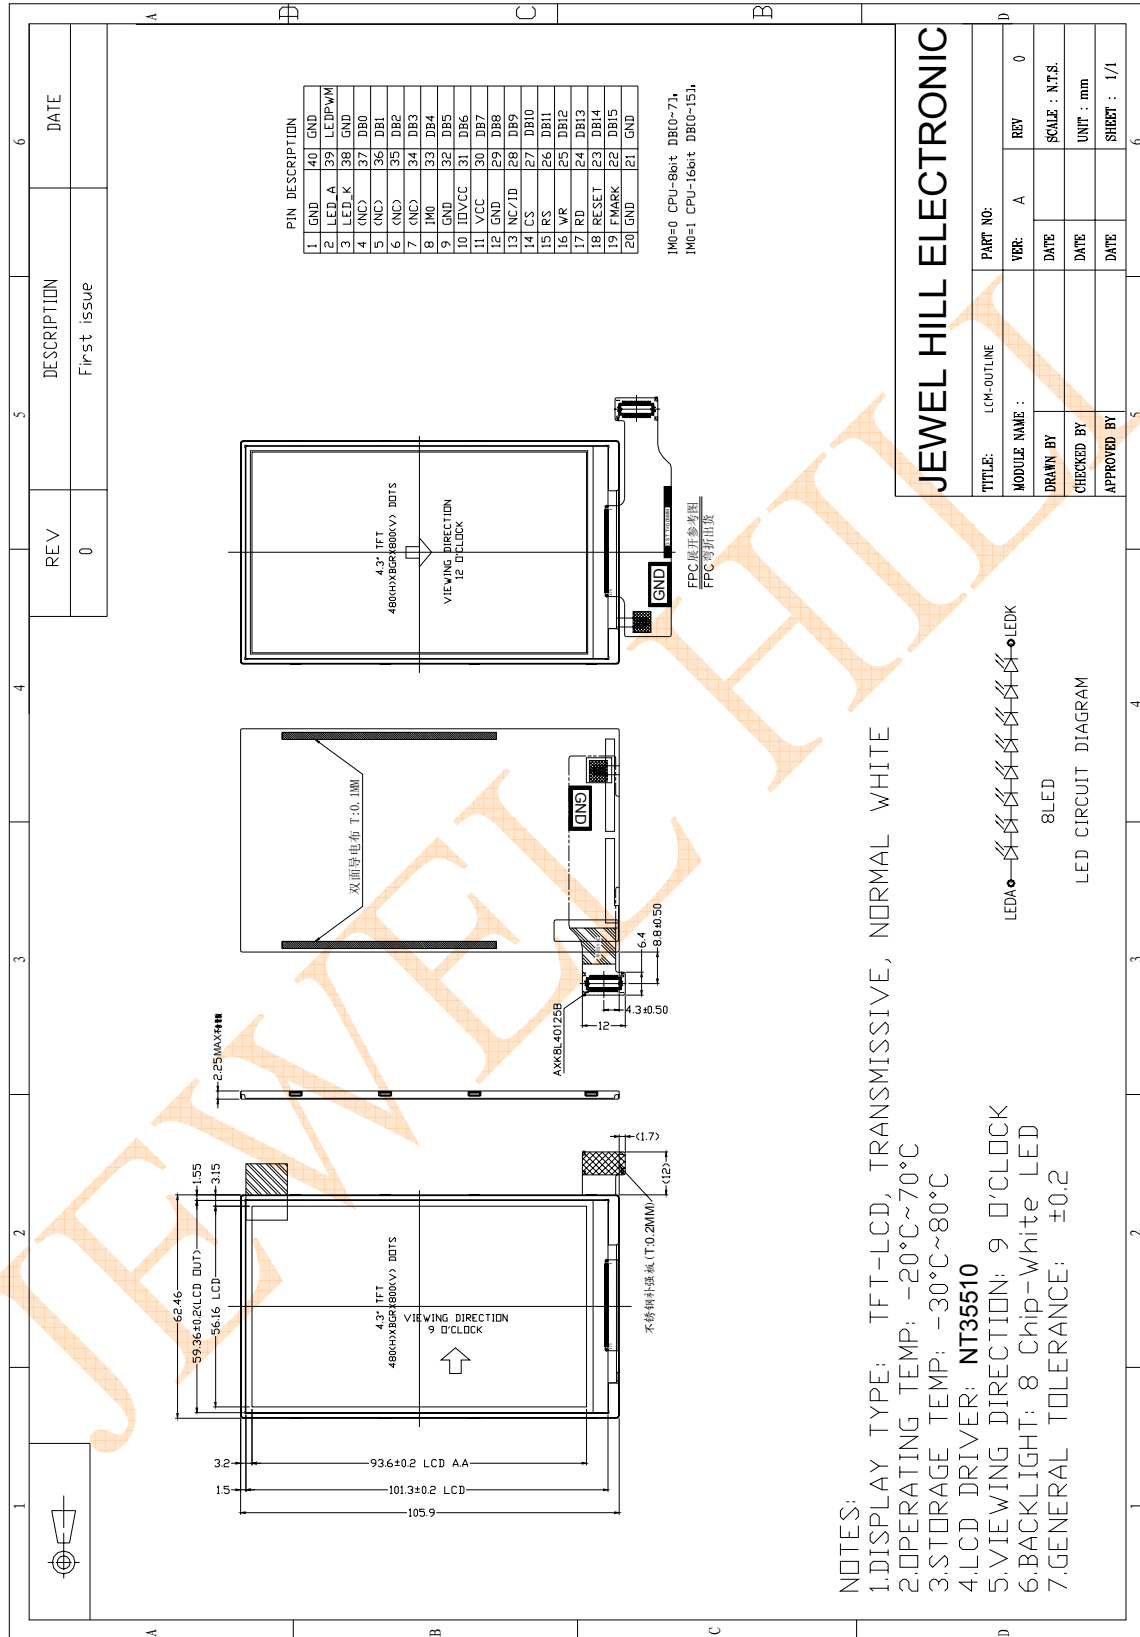 REV DESCRIPTION DATE
0 First issue
PIN DESCRIPTION
1 GND 40 GND
2 LED_A 39 LEDPWM
3 LED_K 38 GND
4 (NC) 37 DB0
5 (NC) 36 DB1
6 (NC) 35 DB2
7 (NC) 34 DB3
8 IM0 33 DB4
9 GND 32 DB5
10 IOVCC 31 DB6
11 VCC 30 DB7
12 GND 29 DB8
13 NC/ID 28 DB9
14 CS 27 DB10
15 RS 26 DB11
16 WR 25 DB12
17 RD 24 DB13
18 RESET 23 DB14
19 FMARK 22 DB15
20 GND 21 GND
IM0=0 CPU-8bit DB[0~7],
IM0=1 CPU-16bit DB[0~15],
62.46
59.36±0.2(LCD OUT)
1.55
56.16 LCD
3.15
4.3" TFT
480(H)XBGRX800(V) DOTS
VIEWING DIRECTION
9 O'CLOCK
3.2
93.6±0.2 LCD A.A
1.5
101.3±0.2 LCD
105.9
(1.7)
(12)
不锈钢补强板(T:0.2MM)
2.25MAX
双面导电布 T:0.1MM
GND
AXK8L40125B
12
4.3±0.50
6.4
8.8±0.50
4.3" TFT
480(H)XBGRX800(V) DOTS
VIEWING DIRECTION
12 O'CLOCK
GND
FPC展开参考图
FPC弯折出货
NOTES:
1.DISPLAY TYPE: TFT-LCD, TRANSMISSIVE, NORMAL WHITE
2.OPERATING TEMP: -20°C~70°C
3.STORAGE TEMP: -30°C~80°C
4.LCD DRIVER: NT35510
5.VIEWING DIRECTION: 9 O'CLOCK
6.BACKLIGHT: 8 Chip-White LED
7.GENERAL TOLERANCE: ±0.2
LEDA LEDK
8LED
LED CIRCUIT DIAGRAM
JEWEL HILL ELECTRONIC
TITLE: LCM-OUTLINE PART NO:
MODULE NAME : VER: A REV 0
DRAWN BY DATE SCALE : N.T.S.
CHECKED BY DATE UNIT : mm
APPROVED BY DATE SHEET : 1/1
JEWEL HILL
1 2 3 4 5 6
1 2 3 4 5 6
A D C B D
A B C D